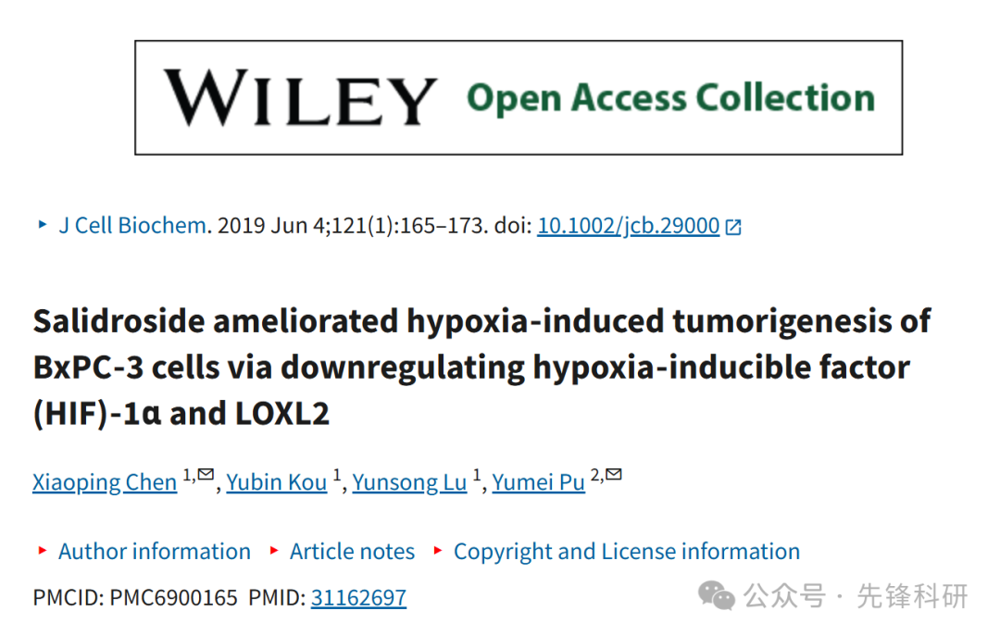 WILEY Open Access Collection
J Cell Biochem. 2019 Jun 4;121(1):165–173. doi: 10.1002/jcb.29000
Salidroside ameliorated hypoxia-induced tumorigenesis of
BxPC-3 cells via downregulating hypoxia-inducible factor
(HIF)-1α and LOXL2
Xiaoping Chen 1,✉, Yubin Kou 1, Yunsong Lu 1, Yumei Pu 2,✉
‣ Author information ‣ Article notes ‣ Copyright and License information
PMCID: PMC6900165 PMID: 31162697
公众号 · 先锋科研